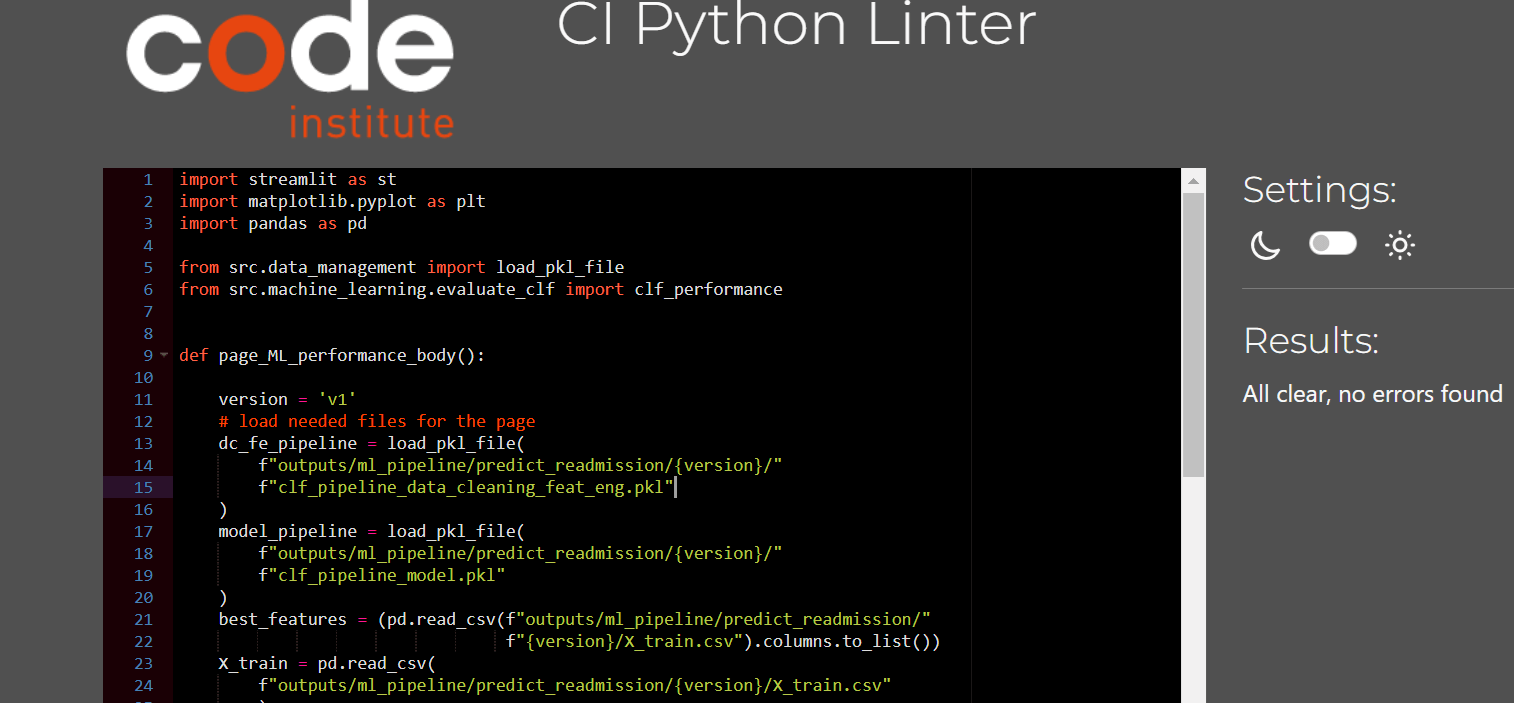 code
institute
CI Python Linter
1 import streamlit as st
2 import matplotlib.pyplot as plt
3 import pandas as pd
4
5 from src.data_management import load_pkl_file
6 from src.machine_learning.evaluate_clf import clf_performance
7
8
9 def page_ML_performance_body():
10
11     version = 'v1'
12     # load needed files for the page
13     dc_fe_pipeline = load_pkl_file(
14         f"outputs/ml_pipeline/predict_readmission/{version}/"
15         f"clf_pipeline_data_cleaning_feat_eng.pkl"
16     )
17     model_pipeline = load_pkl_file(
18         f"outputs/ml_pipeline/predict_readmission/{version}/"
19         f"clf_pipeline_model.pkl"
20     )
21     best_features = (pd.read_csv(f"outputs/ml_pipeline/predict_readmission/"
22                                  f"{version}/X_train.csv").columns.to_list())
23     X_train = pd.read_csv(
24         f"outputs/ml_pipeline/predict_readmission/{version}/X_train.csv"
Settings:
Results:
All clear, no errors found